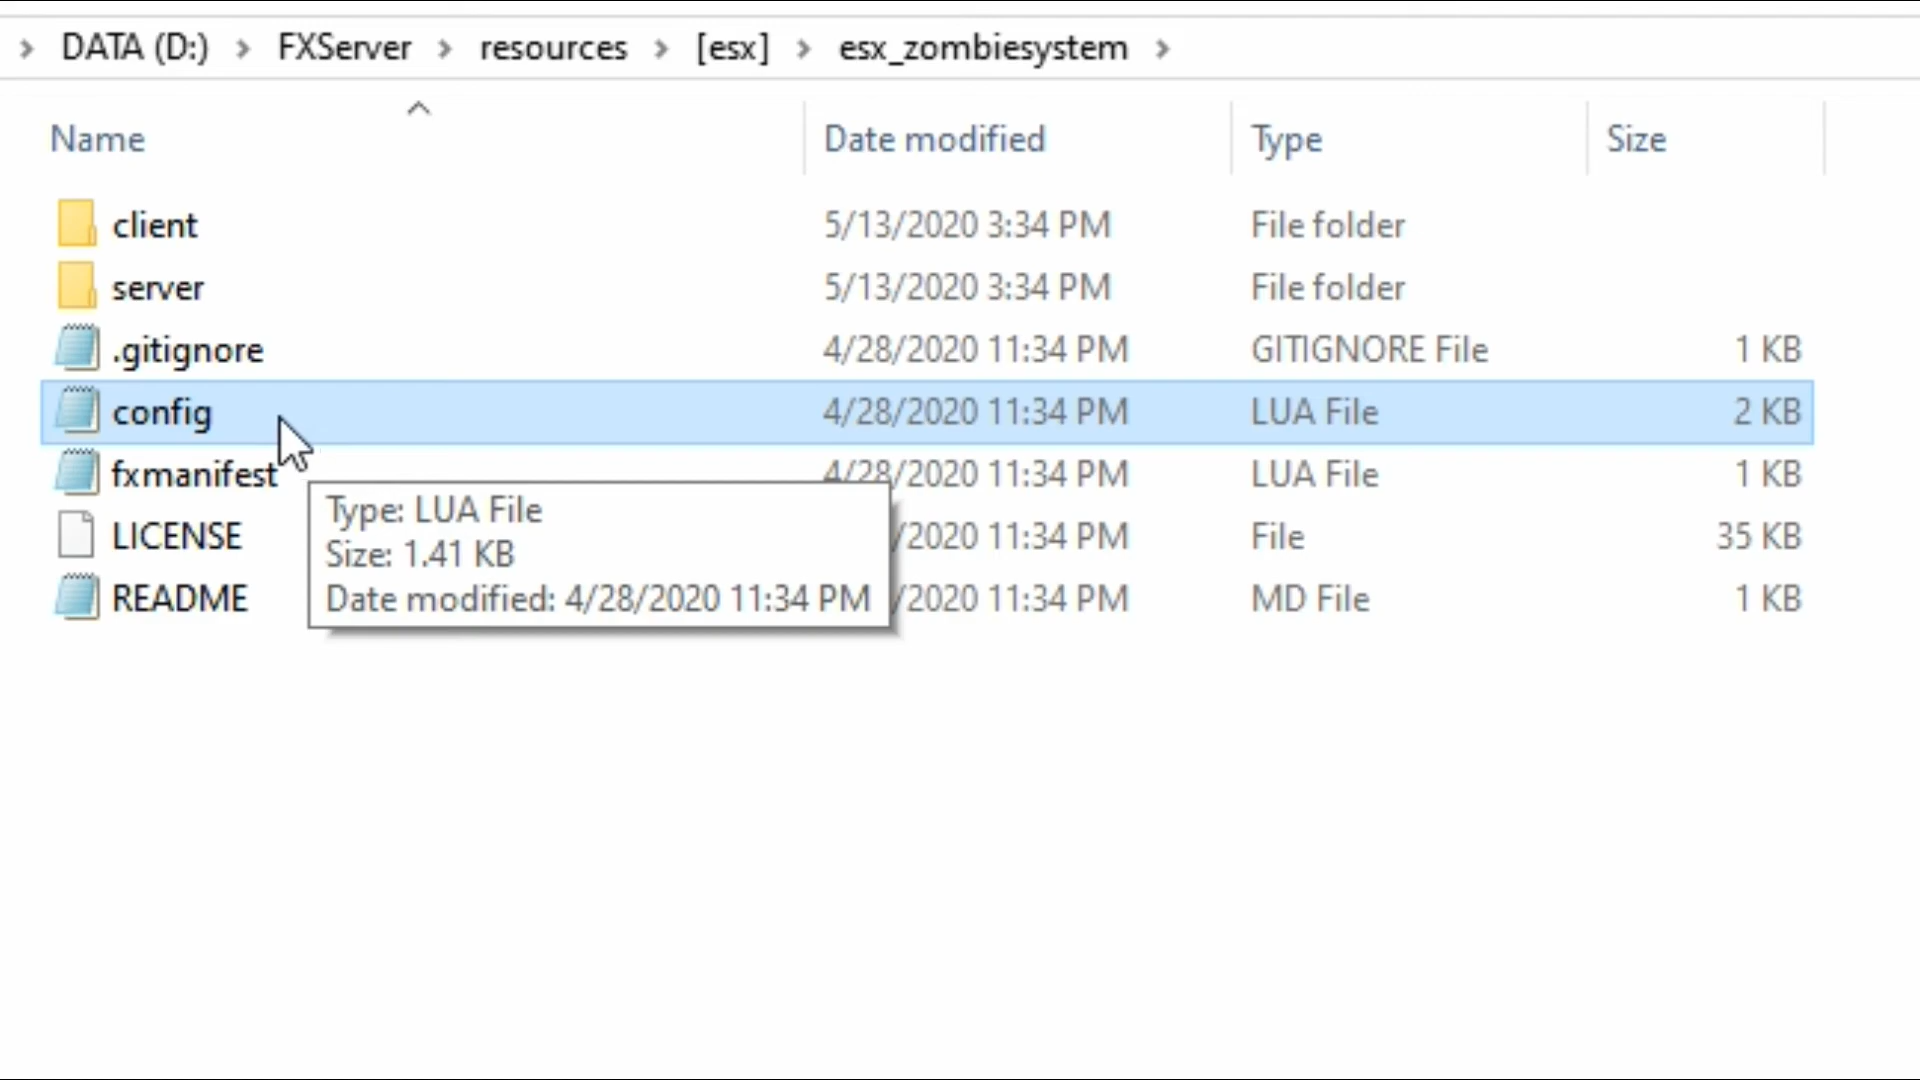 DATA (D:) FXServer resources [esx] esx_zombiesystem
Name Date modified Type Size
client 5/13/2020 3:34 PM File folder
server 5/13/2020 3:34 PM File folder
.gitignore 4/28/2020 11:34 PM GITIGNORE File 1 KB
config 4/28/2020 11:34 PM LUA File 2 KB
fxmanifest 4/28/2020 11:34 PM LUA File 1 KB
LICENSE /2020 11:34 PM File 35 KB
README /2020 11:34 PM MD File 1 KB
Type: LUA File
Size: 1.41 KB
Date modified: 4/28/2020 11:34 PM